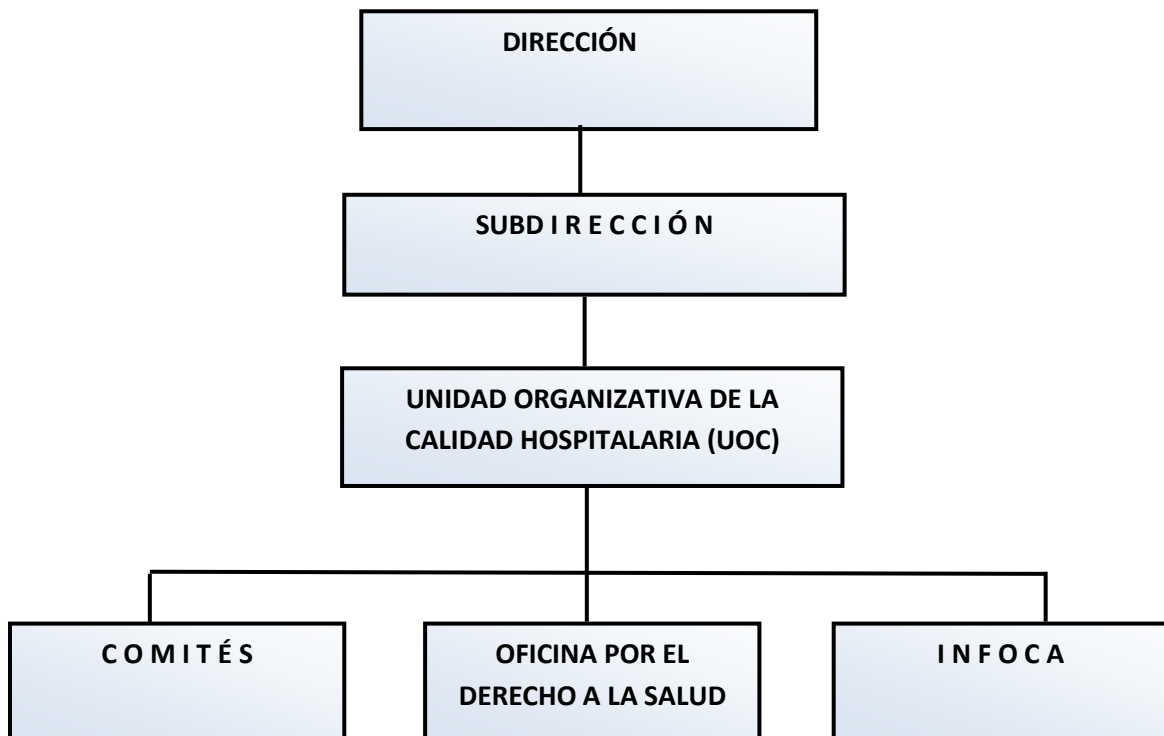 DIRECCIÓN
SUBD I R E C C I Ó N
UNIDAD ORGANIZATIVA DE LA
CALIDAD HOSPITALARIA (UOC)
C O M I T É S
OFICINA POR EL
DERECHO A LA SALUD
I N F O C A